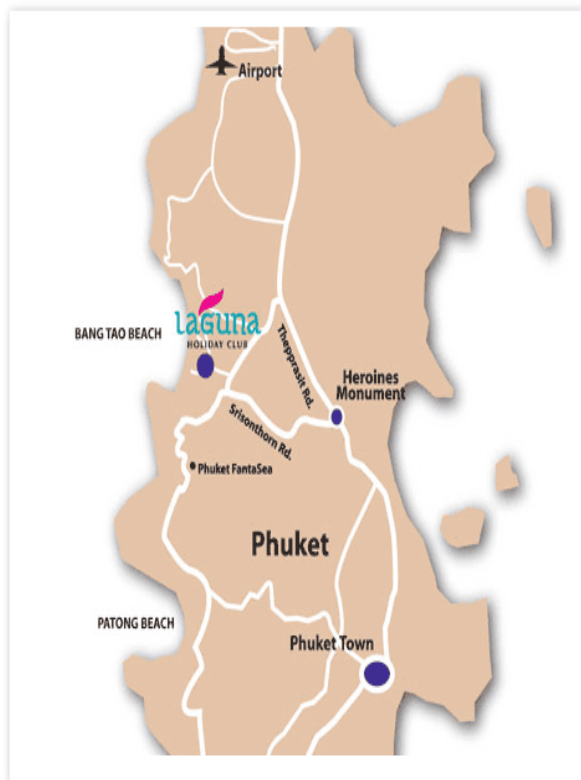 Airport
laguna
HOLIDAY CLUB
BANG TAO BEACH
Thepprasit Rd.
Heroines
Monument
Srisonthorn Rd.
Phuket FantaSea
Phuket
PATONG BEACH
Phuket Town